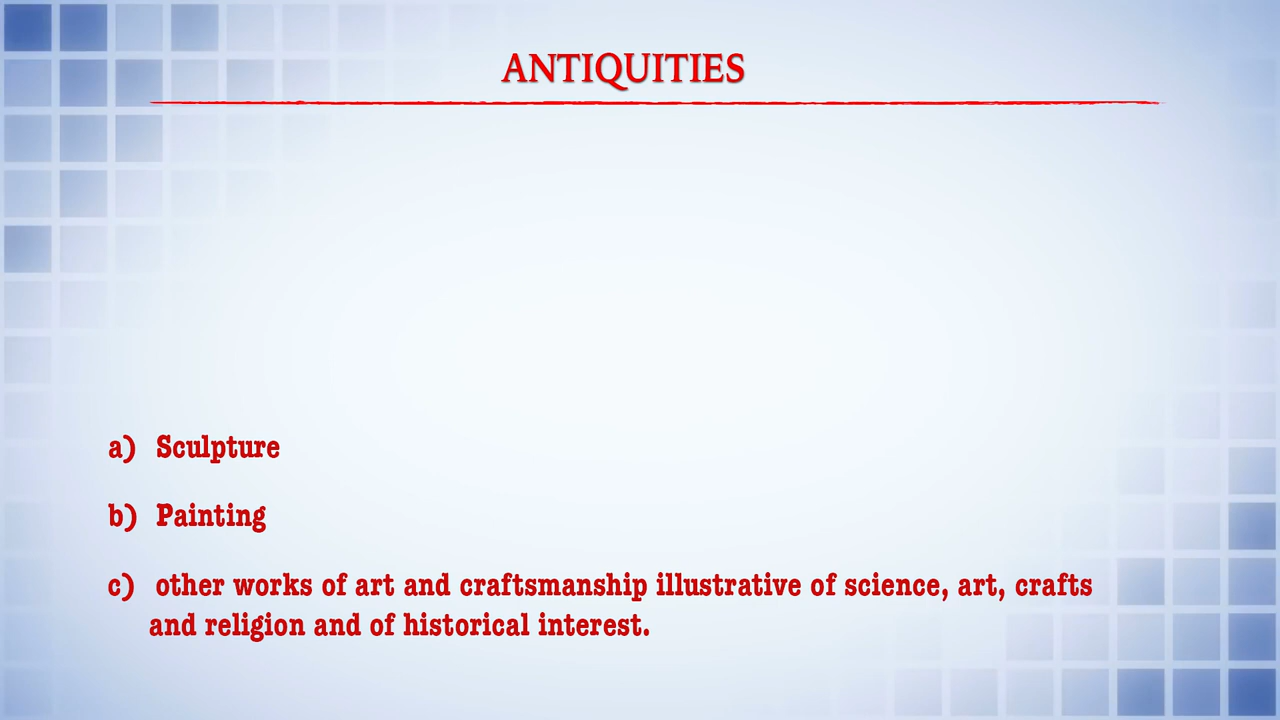 ANTIQUITIES
a) Sculpture
b) Painting
c) other works of art and craftsmanship illustrative of science, art, crafts
and religion and of historical interest.